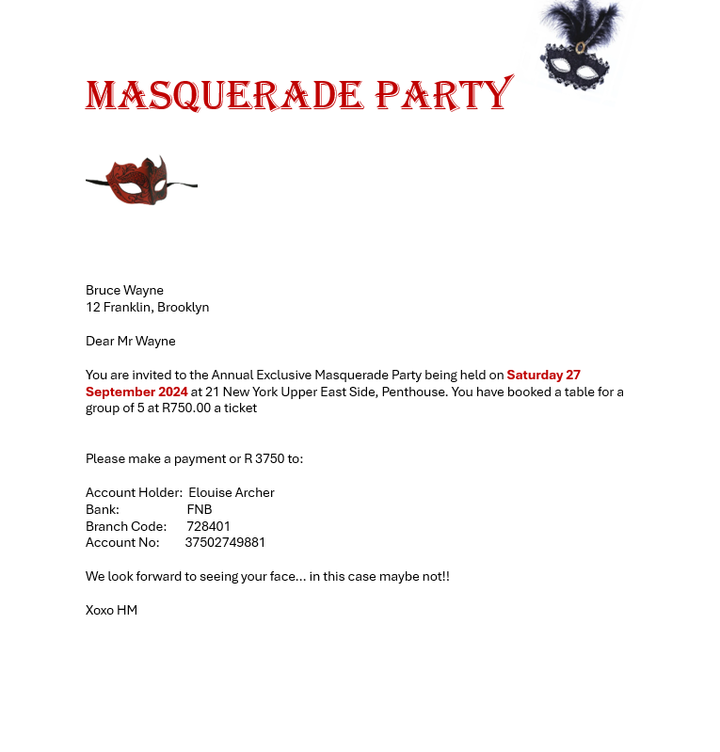 MASQUERADE PARTY
Bruce Wayne
12 Franklin, Brooklyn
Dear Mr Wayne
You are invited to the Annual Exclusive Masquerade Party being held on Saturday 27
September 2024 at 21 New York Upper East Side, Penthouse. You have booked a table for a
group of 5 at R750.00 a ticket
Please make a payment or R 3750 to:
Account Holder: Elouise Archer
Bank: FNB
Branch Code: 728401
Account No: 37502749881
We look forward to seeing your face... in this case maybe not!!
Xoxo HM